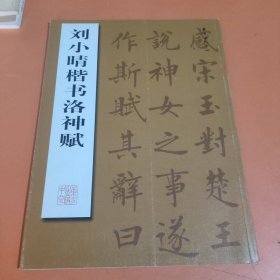 刘小晴楷书洛神赋
感宋玉對楚王
說神女之事遂
作斯賦其辭曰